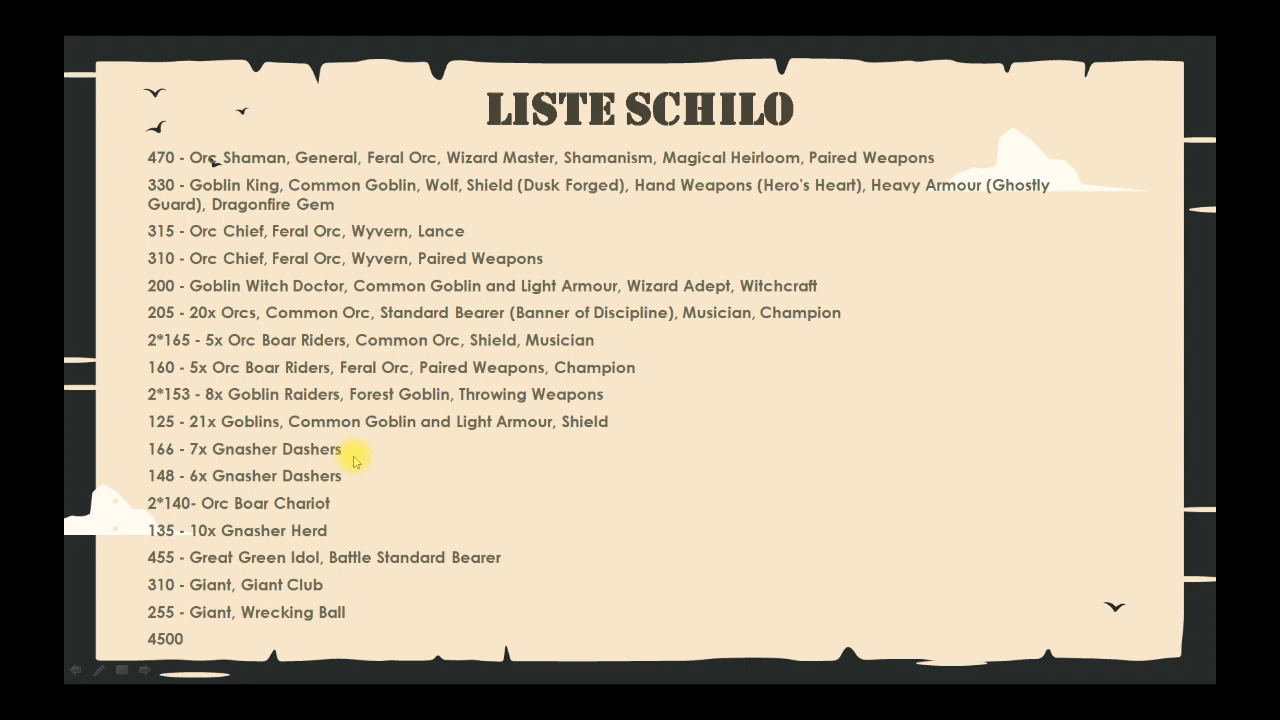 LISTE SCHILO
470 - Orc Shaman, General, Feral Orc, Wizard Master, Shamanism, Magical Heirloom, Paired Weapons
330 - Goblin King, Common Goblin, Wolf, Shield (Dusk Forged), Hand Weapons (Hero's Heart), Heavy Armour (Ghostly
Guard), Dragonfire Gem
315 - Orc Chief, Feral Orc, Wyvern, Lance
310 - Orc Chief, Feral Orc, Wyvern, Paired Weapons
200 - Goblin Witch Doctor, Common Goblin and Light Armour, Wizard Adept, Witchcraft
205 - 20x Orcs, Common Orc, Standard Bearer (Banner of Discipline), Musician, Champion
2*165 - 5x Orc Boar Riders, Common Orc, Shield, Musician
160 - 5x Orc Boar Riders, Feral Orc, Paired Weapons, Champion
2*153 - 8x Goblin Raiders, Forest Goblin, Throwing Weapons
125 - 21x Goblins, Common Goblin and Light Armour, Shield
166 - 7x Gnasher Dashers
148 - 6x Gnasher Dashers
2*140- Orc Boar Chariot
135 - 10x Gnasher Herd
455 - Great Green Idol, Battle Standard Bearer
310 - Giant, Giant Club
255 - Giant, Wrecking Ball
4500